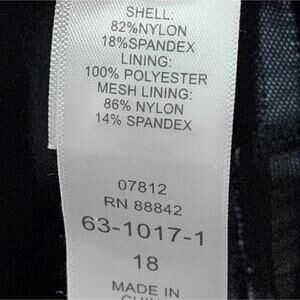 SHELL:
82%NYLON
18%SPANDEX
LINING:
100% POLYESTER
MESH LINING:
86% NYLON
14% SPANDEX
07812
RN 88842
63-1017-1
18
MADE IN